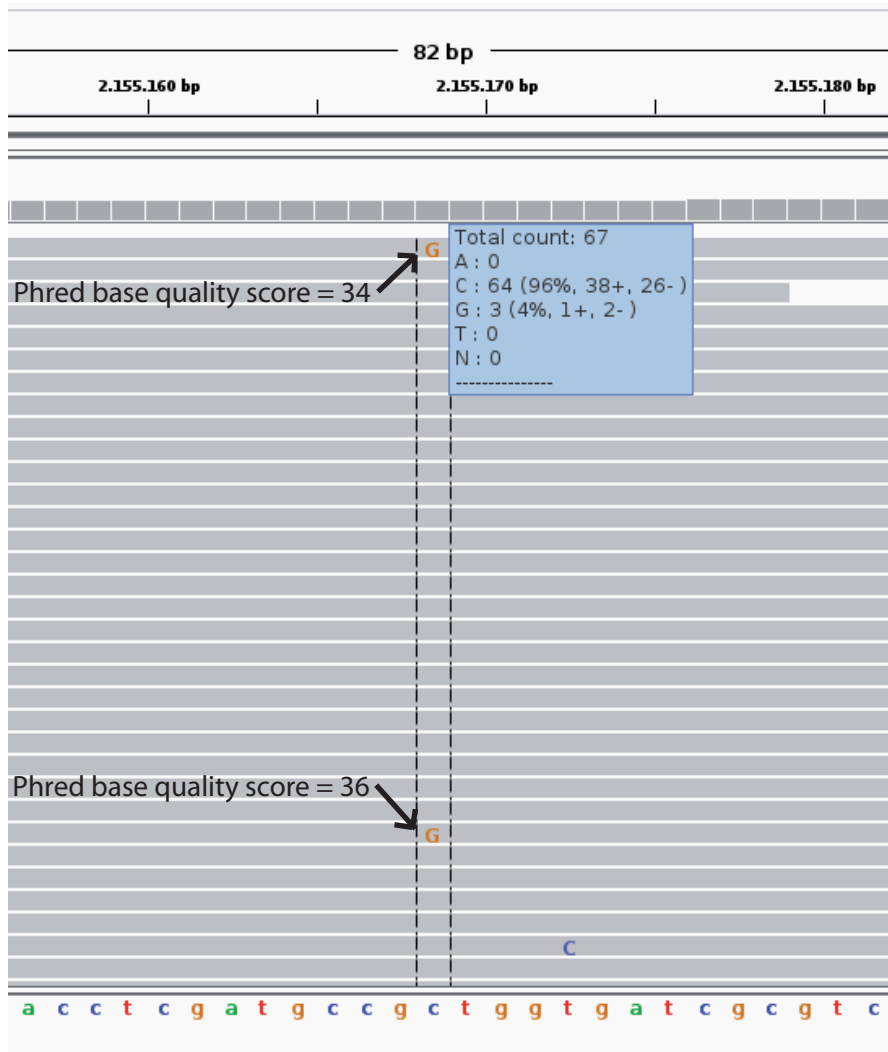 82 bp
2.155.160 bp 2.155.170 bp 2.155.180 bp
G
Total count: 67
A : 0
Phred base quality score = 34
C : 64 (96%, 38+, 26- )
G : 3 (4%, 1+, 2- )
T : 0
N : 0
---------------
Phred base quality score = 36
G
C
a c c t c g a t g c c g c t g g t g a t c g c g t c